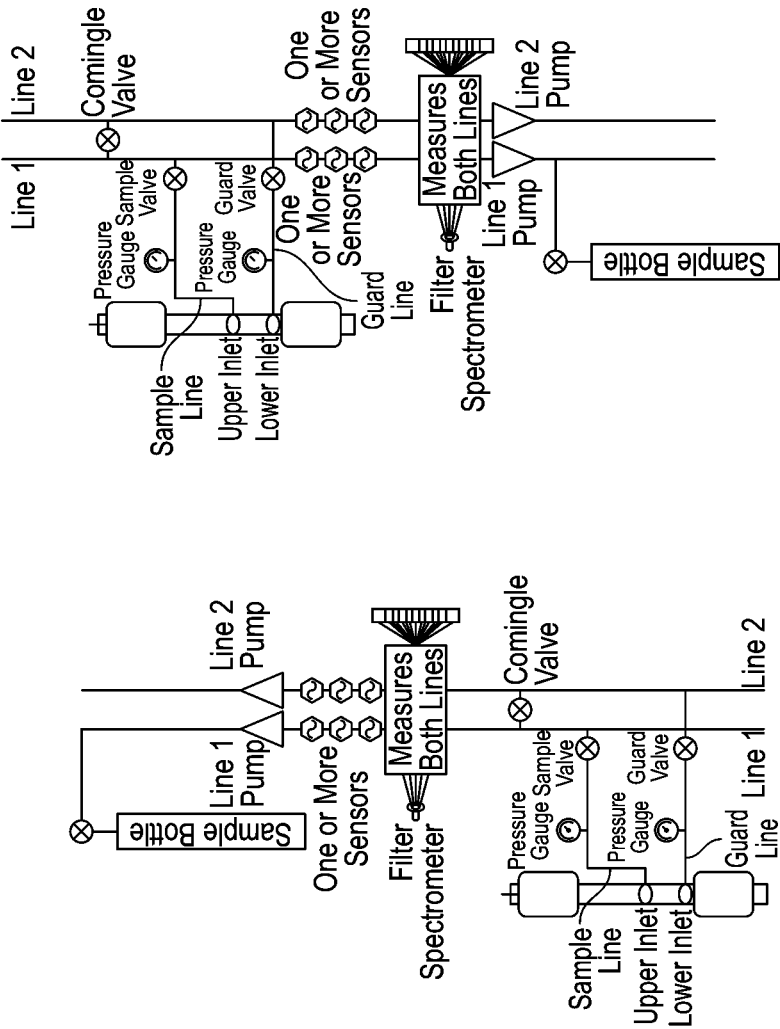 Line 2
Line 1
Comingle
Valve
Sample
Valve
Pressure
Gauge
Guard
Valve
Pressure
Gauge
One
or More
Sensors
One
or More
Sensors
Sample
Line
Upper Inlet
Lower Inlet
Guard
Line
Measures
Both Lines
Filter
Spectrometer
Line 1
Pump
Line 2
Pump
Sample Bottle
Line 2
Pump
Line 1
Pump
Sample Bottle
One or More
Sensors
Measures
Both Lines
Filter
Spectrometer
Comingle
Valve
Sample
Valve
Pressure
Gauge
Guard
Valve
Pressure
Gauge
Sample
Line
Upper Inlet
Lower Inlet
Guard
Line
Line 1
Line 2